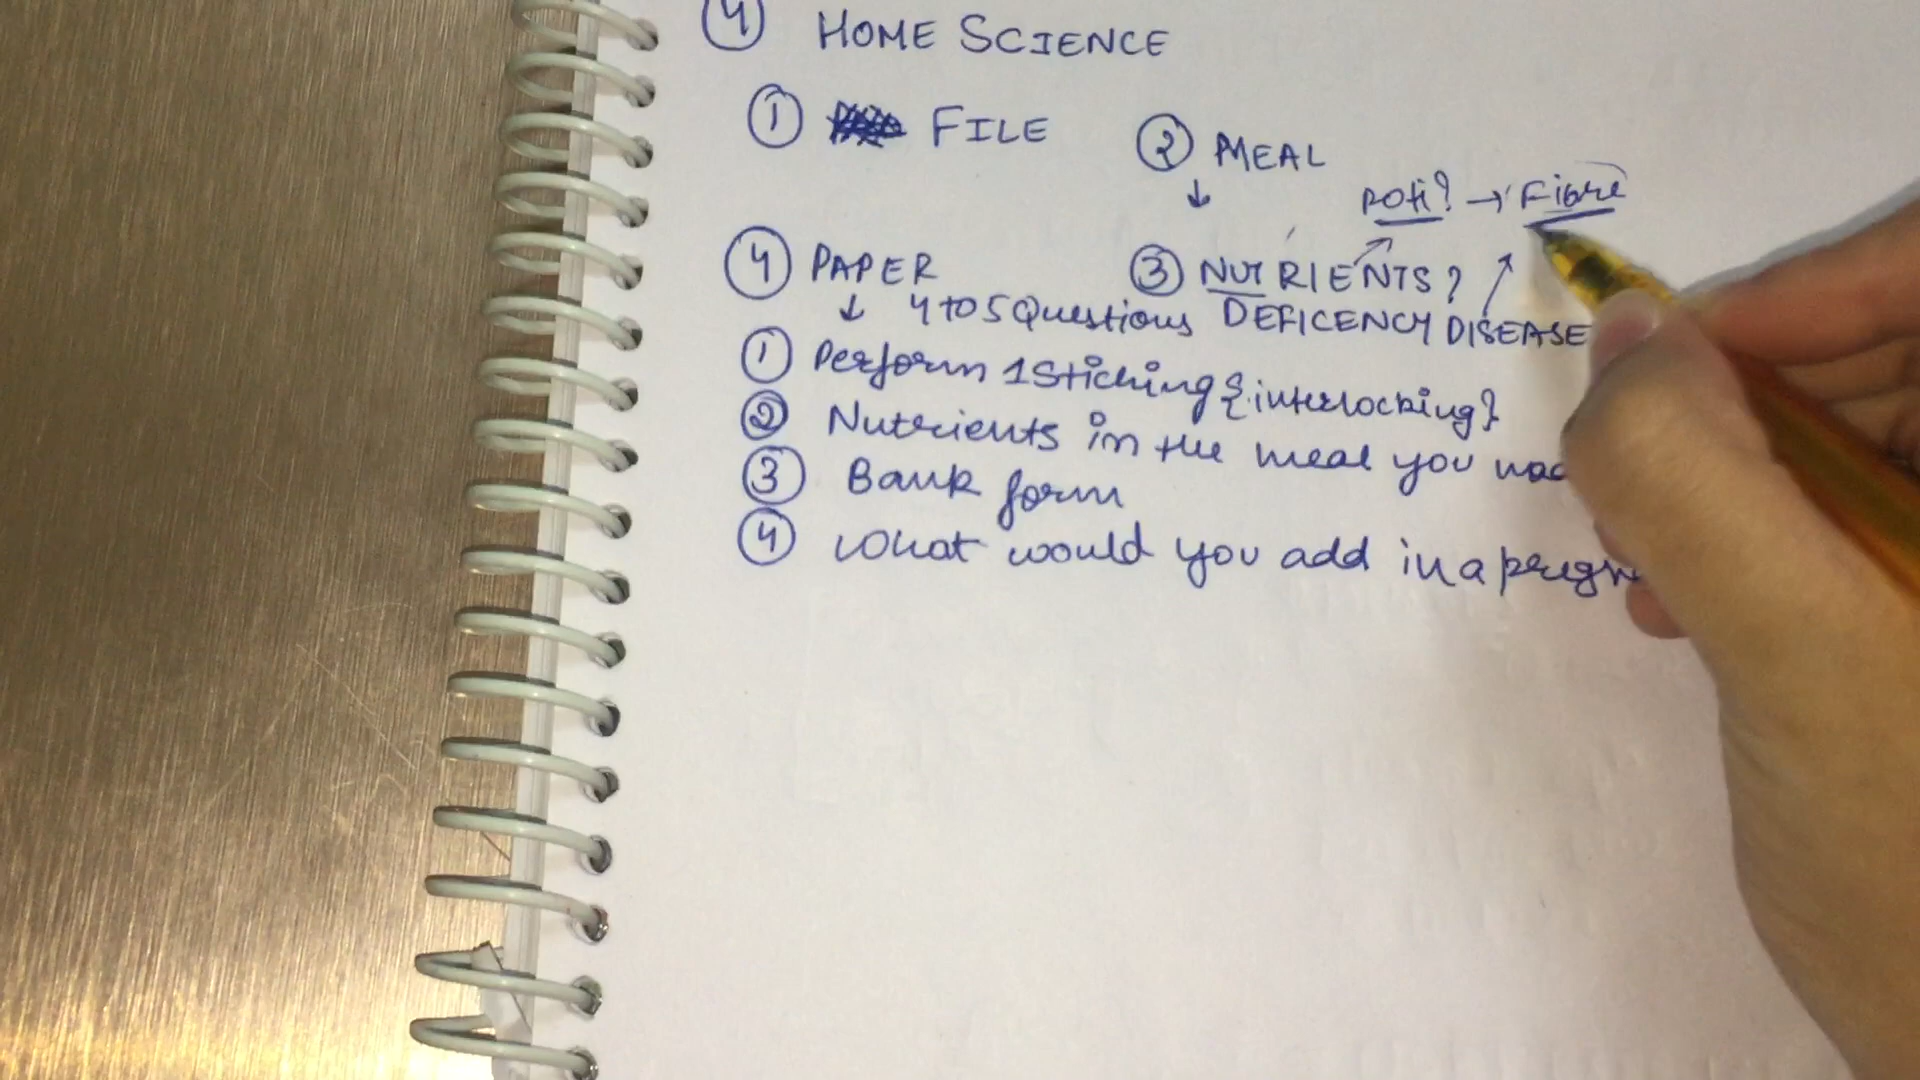 4 HOME SCIENCE
1 FILE
2 MEAL
↓
ROti? → Fibre
4 PAPER
3 NUTRIENTS?
↓ 4 to 5 Questions
DEFICENCY DISEASE
1 Perform 1 Stiching {interlocking}
2 Nutrients in the meal you
3 Bank form
4 What would you add in a